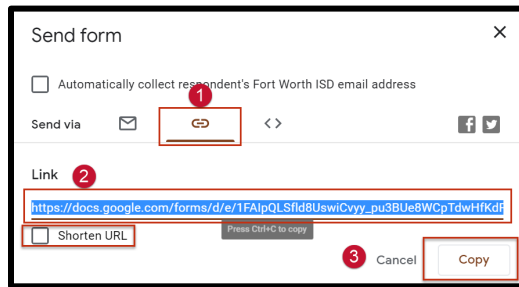 Send form
Automatically collect respondent's Fort Worth ISD email address
1
Send via
Link 2
https://docs.google.com/forms/d/e/1FAIpQLSfld8UswiCvyy_pu3BUe8WCpTdwHfKdF
Shorten URL
Press Ctrl+C to copy
3 Cancel Copy